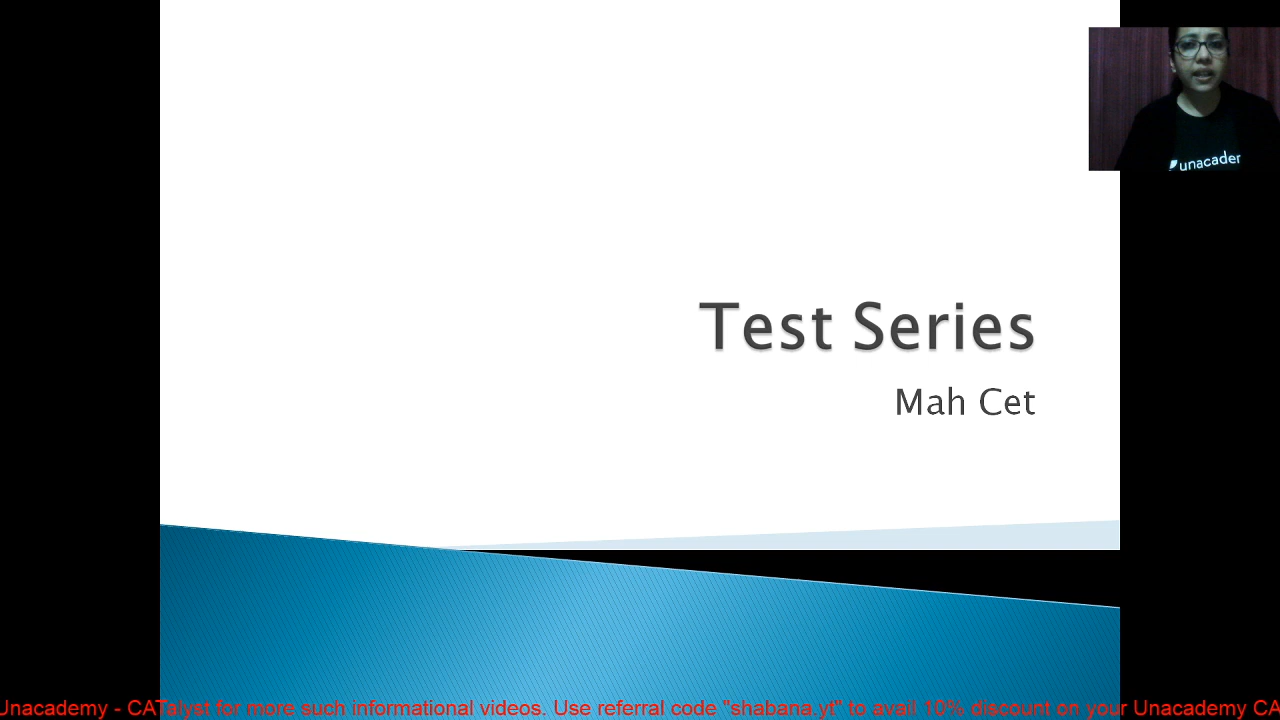 unacader
Test Series
Mah Cet
Unacademy - CATalyst for more such informational videos. Use referral code "shabana.yt" to avail 10% discount on your Unacademy CA